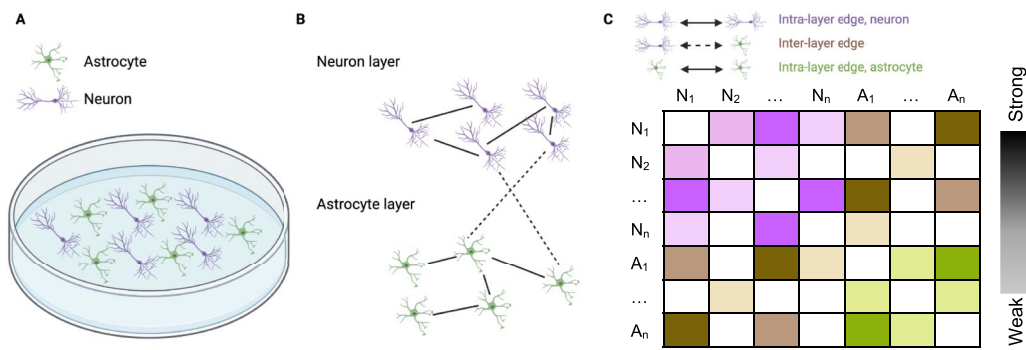 A
Astrocyte
Neuron
B
Neuron layer
Astrocyte layer
C
Intra-layer edge, neuron
Inter-layer edge
Intra-layer edge, astrocyte
N1 N2 ... Nn A1 ... An
N1
N2
...
Nn
A1
...
An
Strong
Weak